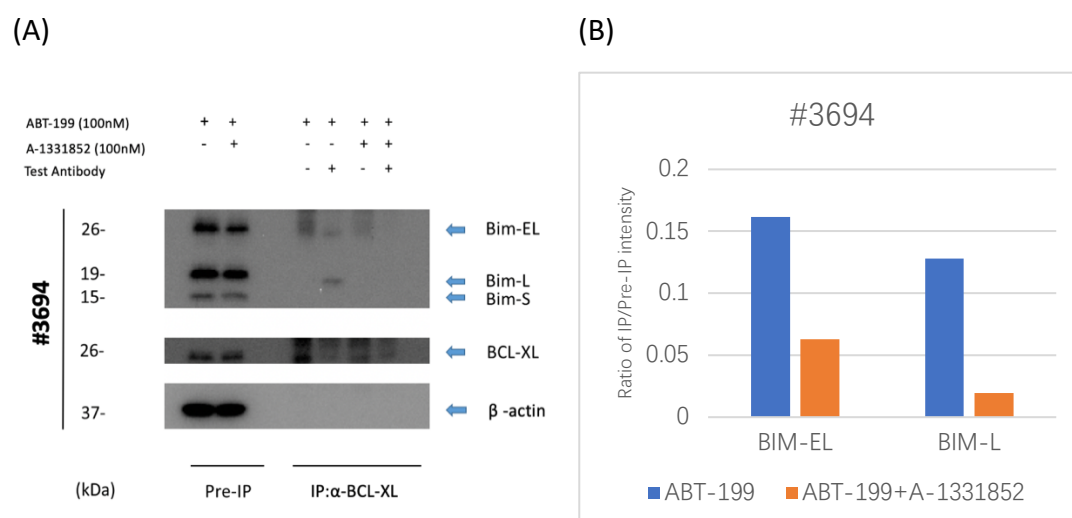 (A)
ABT-199 (100nM) + + + + + +
A-1331852 (100nM) - + - - + +
Test Antibody - + - +
#3694
26-
19-
15-
26-
37-
Bim-EL
Bim-L
Bim-S
BCL-XL
β -actin
(kDa)
Pre-IP
IP:α-BCL-XL
(B)
#3694
Ratio of IP/Pre-IP intensity
0.2
0.15
0.1
0.05
0
BIM-EL
BIM-L
ABT-199
ABT-199+A-1331852